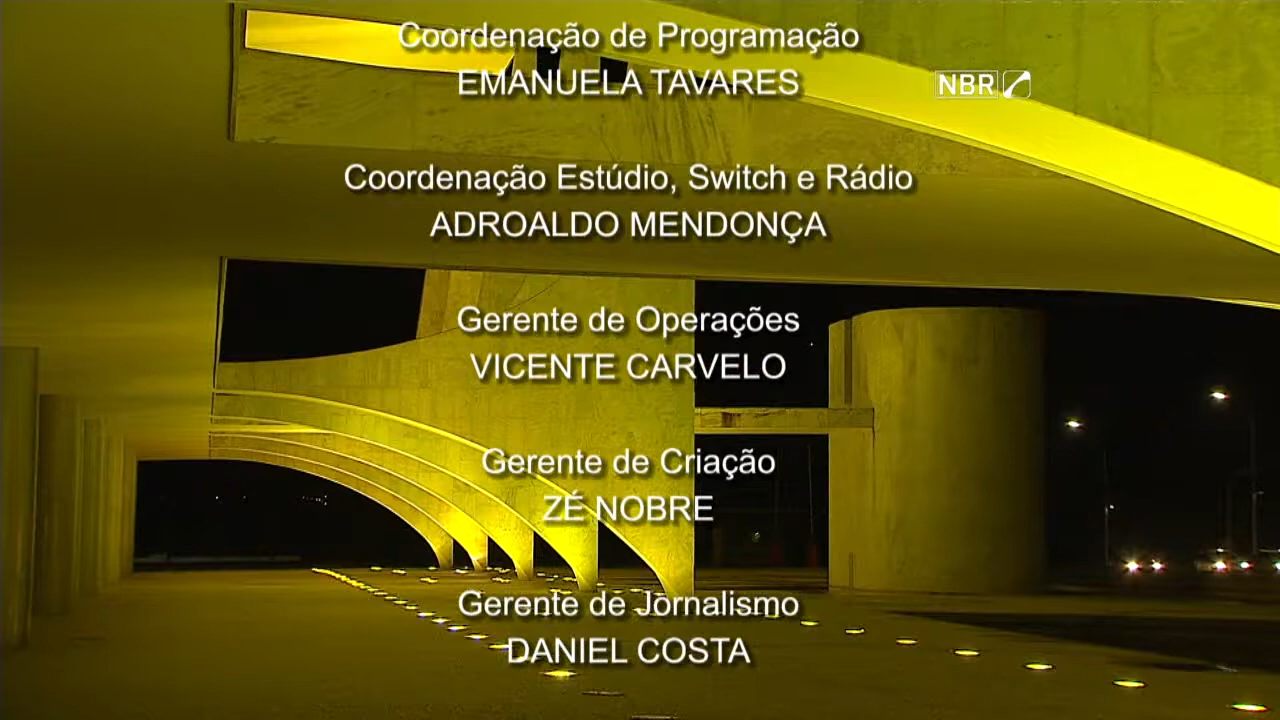 Coordenação de Programação
EMANUELA TAVARES
NBR
Coordenação Estúdio, Switch e Rádio
ADROALDO MENDONÇA
Gerente de Operações
VICENTE CARVELO
Gerente de Criação
ZÉ NOBRE
Gerente de Jornalismo
DANIEL COSTA